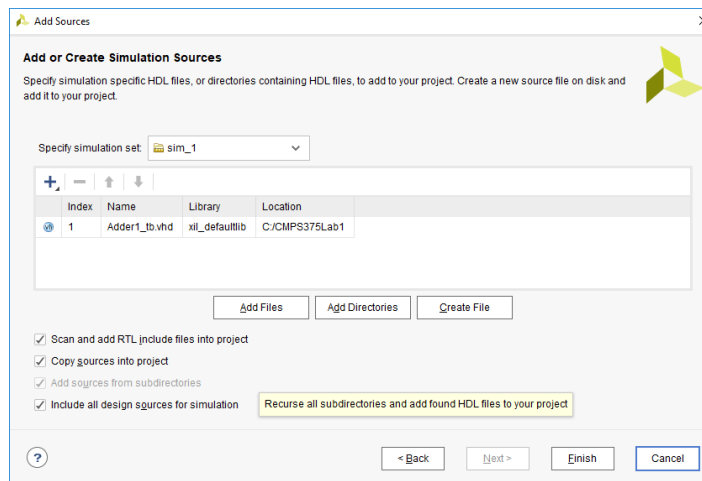 Add Sources
Add or Create Simulation Sources
Specify simulation specific HDL files, or directories containing HDL files, to add to your project. Create a new source file on disk and
add it to your project.
Specify simulation set: sim_1
Index Name Library Location
1 Adder1_tb.vhd xil_defaultlib C:/CMPS375Lab1
Add Files Add Directories Create File
Scan and add RTL include files into project
Copy sources into project
Add sources from subdirectories
Include all design sources for simulation
Recurse all subdirectories and add found HDL files to your project
? < Back Next > Finish Cancel